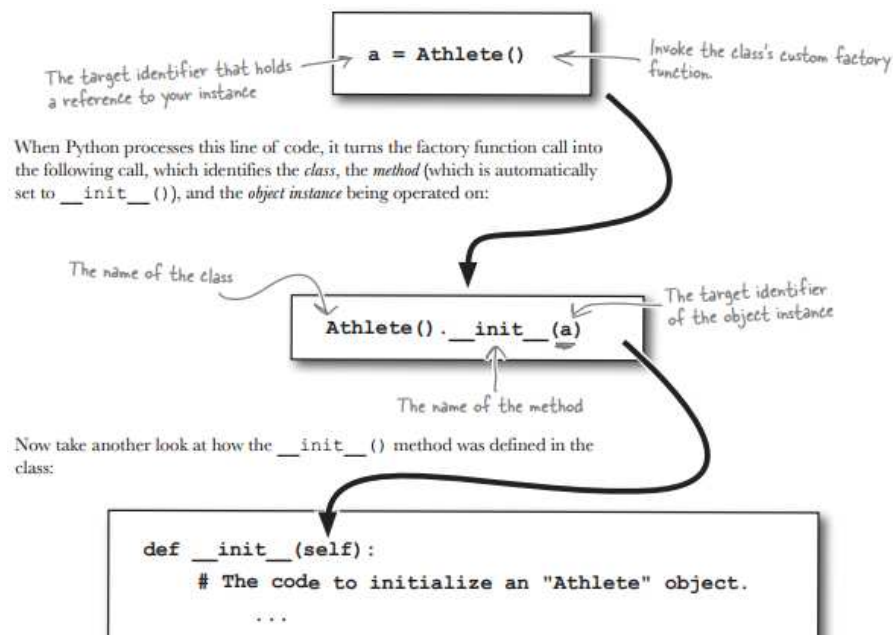 a = Athlete()
The target identifier that holds
a reference to your instance
Invoke the class's custom factory
function.
When Python processes this line of code, it turns the factory function call into
the following call, which identifies the class, the method (which is automatically
set to __init__()), and the object instance being operated on:
The name of the class
Athlete().__init__(a)
The target identifier
of the object instance
The name of the method
Now take another look at how the __init__() method was defined in the
class:
def __init__(self):
# The code to initialize an "Athlete" object.
...